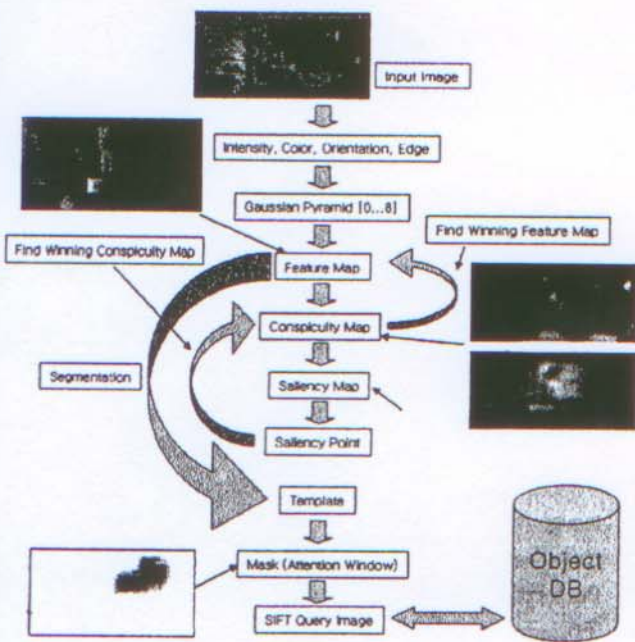 Input Image
Intensity, Color, Orientation, Edge
Gaussian Pyramid [0...8]
Find Winning Feature Map
Find Winning Conspicuity Map
Feature Map
Conspicuity Map
Segmentation
Saliency Map
Saliency Point
Template
Object
DB
Mask (Attention Window)
SIFT Query Image